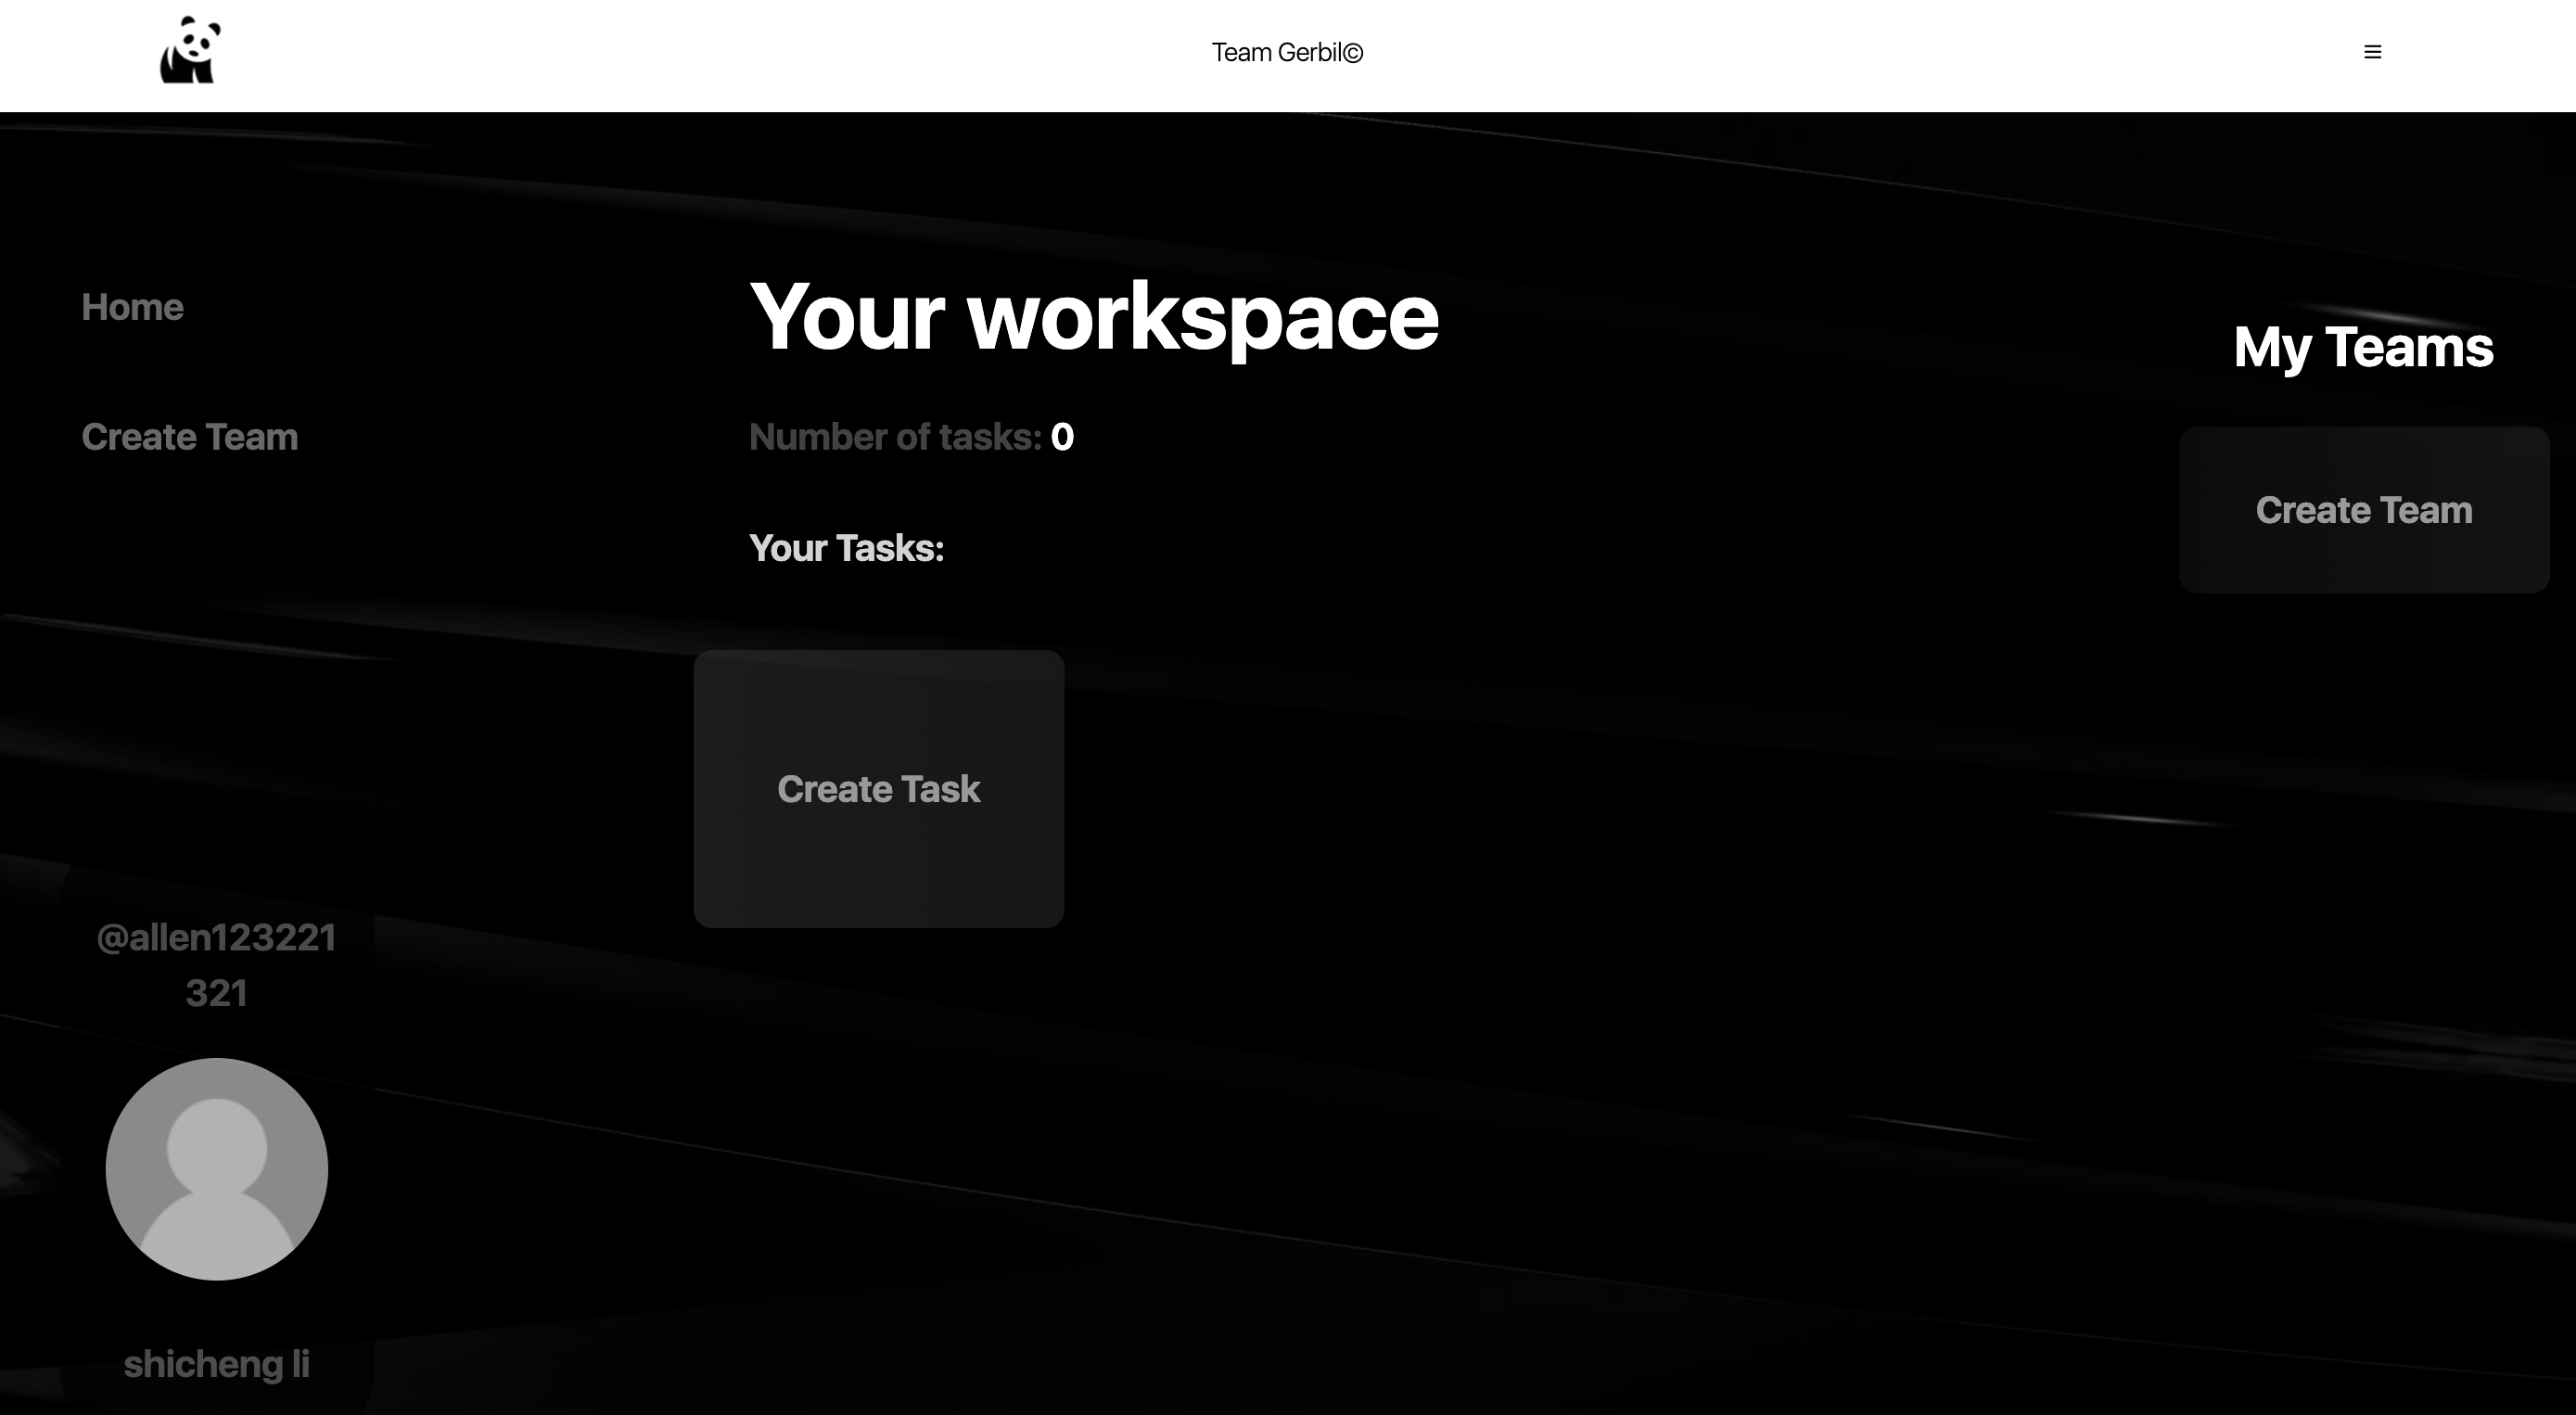 Team Gerbil©
Home
Create Team
Your workspace
Number of tasks: 0
Your Tasks:
Create Task
My Teams
Create Team
@allen123221
321
shicheng li